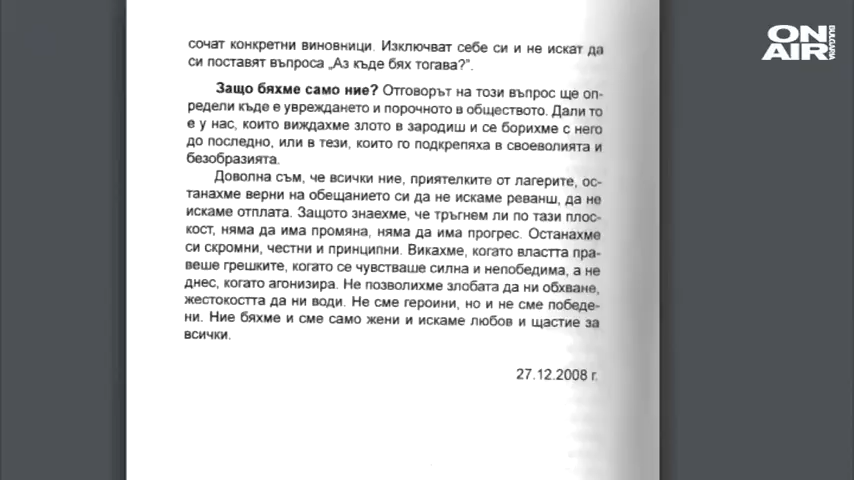 сочат конкретни виновници. Изключват себе си и не искат да
си поставят въпроса „Аз къде бях тогава?".
Защо бяхме само ние? Отговорът на този въпрос ще оп-
редели къде е увреждането и порочното в обществото. Дали то
е у нас, които виждахме злото в зародиш и се борихме с него
до последно, или в тези, които го подкрепяха в своеволията и
безобразията.
Доволна съм, че всички ние, приятелките от лагерите, ос-
танахме верни на обещанието си да не искаме реванш, да не
искаме отплата. Защото знаехме, че тръгнем ли по тази плос-
кост, няма да има промяна, няма да има прогрес. Останахме
си скромни, честни и принципни. Викахме, когато властта пра-
веше грешките, когато се чувстваше силна и непобедима, а не
днес, когато агонизира. Не позволихме злобата да ни обхване,
жестокостта да ни води. Не сме героини, но и не сме победе-
ни. Ние бяхме и сме само жени и искаме любов и щастие за
всички.
27.12.2008 г.
ON AIR
BULGARIA